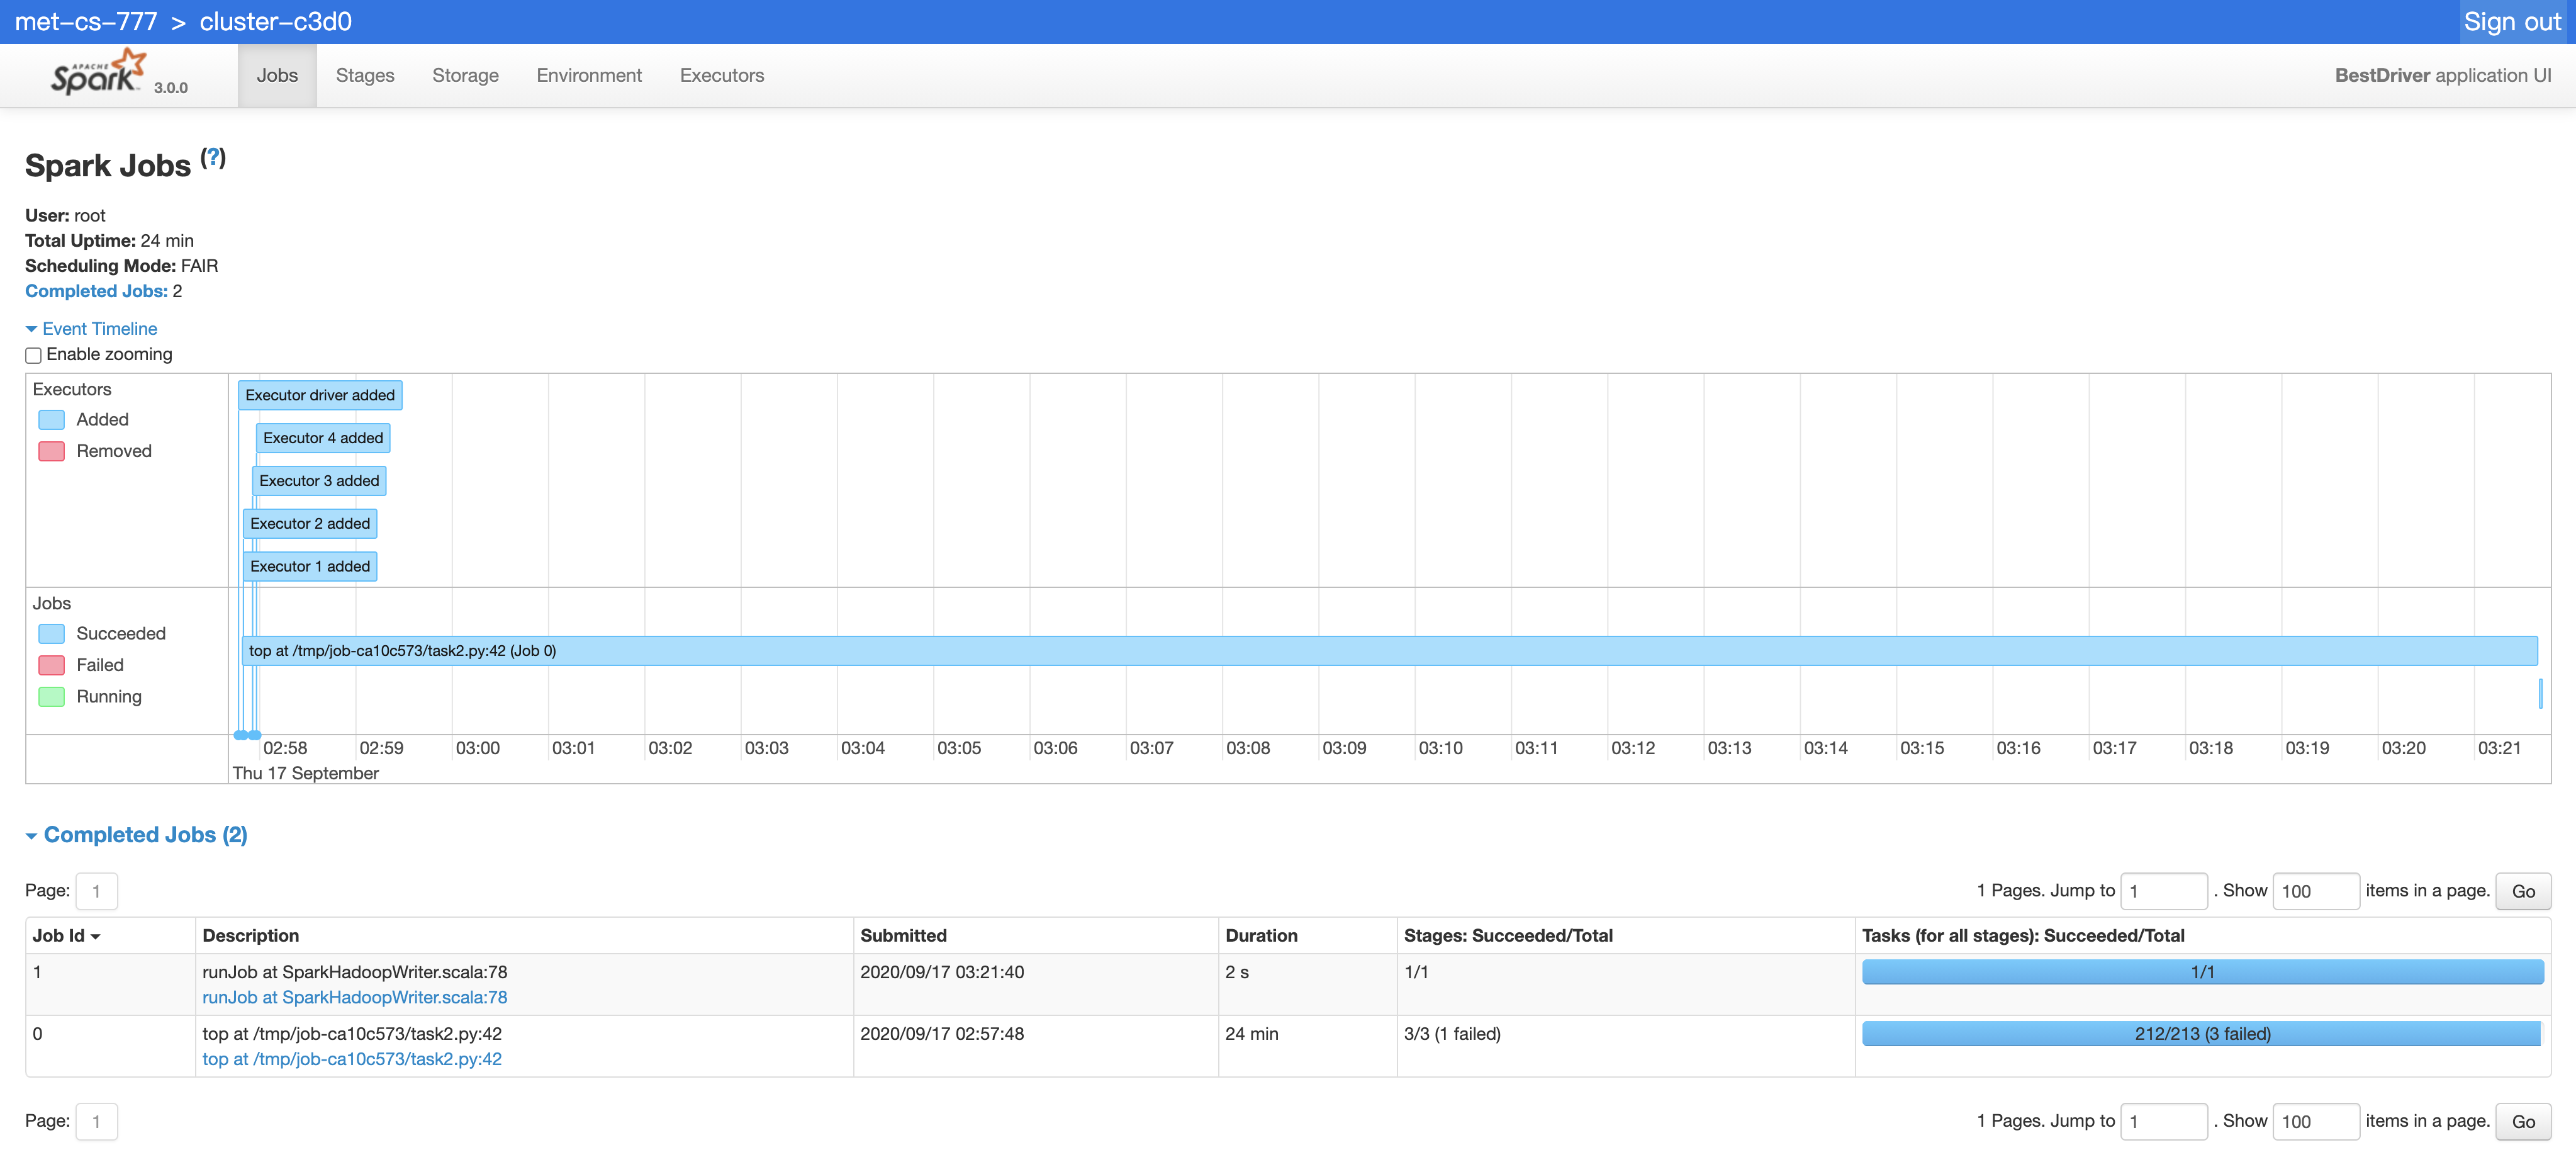 met-cs-777 > cluster-c3d0
Sign out
APACHE Spark 3.0.0
Jobs
Stages
Storage
Environment
Executors
BestDriver application UI
Spark Jobs (?)
User: root
Total Uptime: 24 min
Scheduling Mode: FAIR
Completed Jobs: 2
Event Timeline
Enable zooming
Executors
Added
Removed
Executor driver added
Executor 4 added
Executor 3 added
Executor 2 added
Executor 1 added
Jobs
Succeeded
Failed
Running
top at /tmp/job-ca10c573/task2.py:42 (Job 0)
02:58 02:59 03:00 03:01 03:02 03:03 03:04 03:05 03:06 03:07 03:08 03:09 03:10 03:11 03:12 03:13 03:14 03:15 03:16 03:17 03:18 03:19 03:20 03:21
Thu 17 September
Completed Jobs (2)
Page: 1
1 Pages. Jump to 1 . Show 100 items in a page. Go
Job Id Description Submitted Duration Stages: Succeeded/Total Tasks (for all stages): Succeeded/Total
1 runJob at SparkHadoopWriter.scala:78 2020/09/17 03:21:40 2 s 1/1 1/1
runJob at SparkHadoopWriter.scala:78
0 top at /tmp/job-ca10c573/task2.py:42 2020/09/17 02:57:48 24 min 3/3 (1 failed) 212/213 (3 failed)
top at /tmp/job-ca10c573/task2.py:42
Page: 1
1 Pages. Jump to 1 . Show 100 items in a page. Go